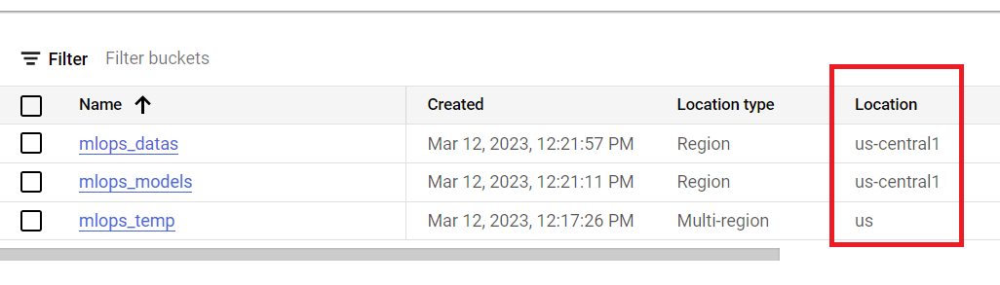 Filter Filter buckets
Name Created Location type Location
mlops_datas Mar 12, 2023, 12:21:57 PM Region us-central1
mlops_models Mar 12, 2023, 12:21:11 PM Region us-central1
mlops_temp Mar 12, 2023, 12:17:26 PM Multi-region us